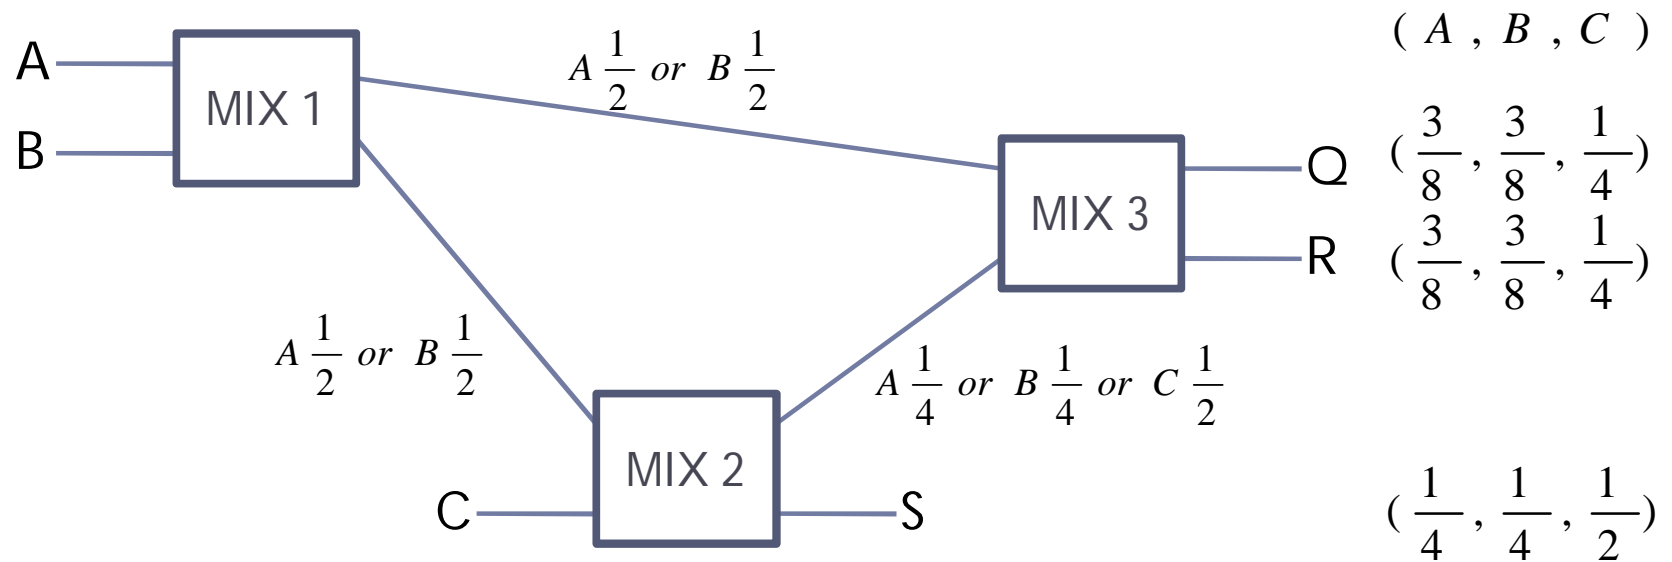 ( A , B , C )
A
MIX 1
A 1/2 or B 1/2
B
Q ( 3/8 , 3/8 , 1/4 )
MIX 3
R ( 3/8 , 3/8 , 1/4 )
A 1/2 or B 1/2
A 1/4 or B 1/4 or C 1/2
MIX 2
C
S ( 1/4 , 1/4 , 1/2 )